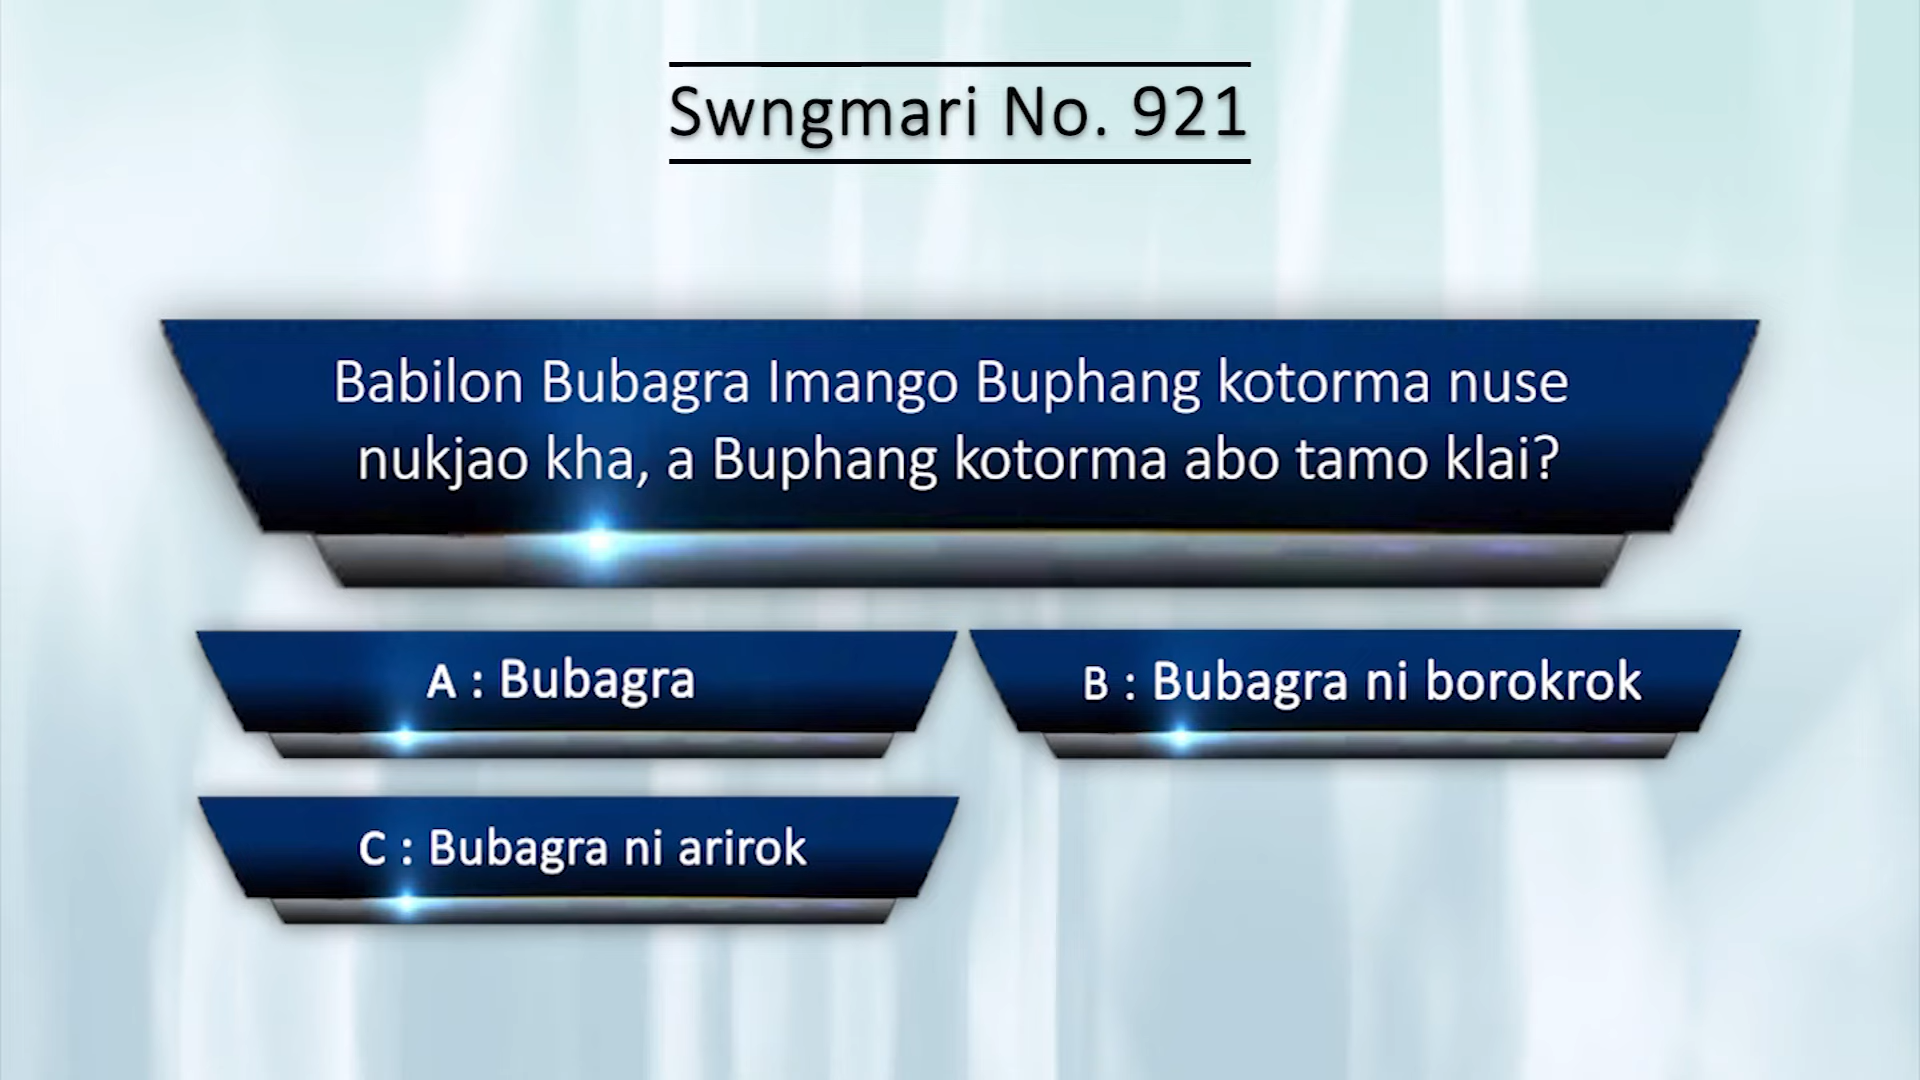 Swngmari No. 921
Babilon Bubagra Imango Buphang kotorma nuse
nukjao kha, a Buphang kotorma abo tamo klai?
A : Bubagra
B : Bubagra ni borokrok
C : Bubagra ni arirok